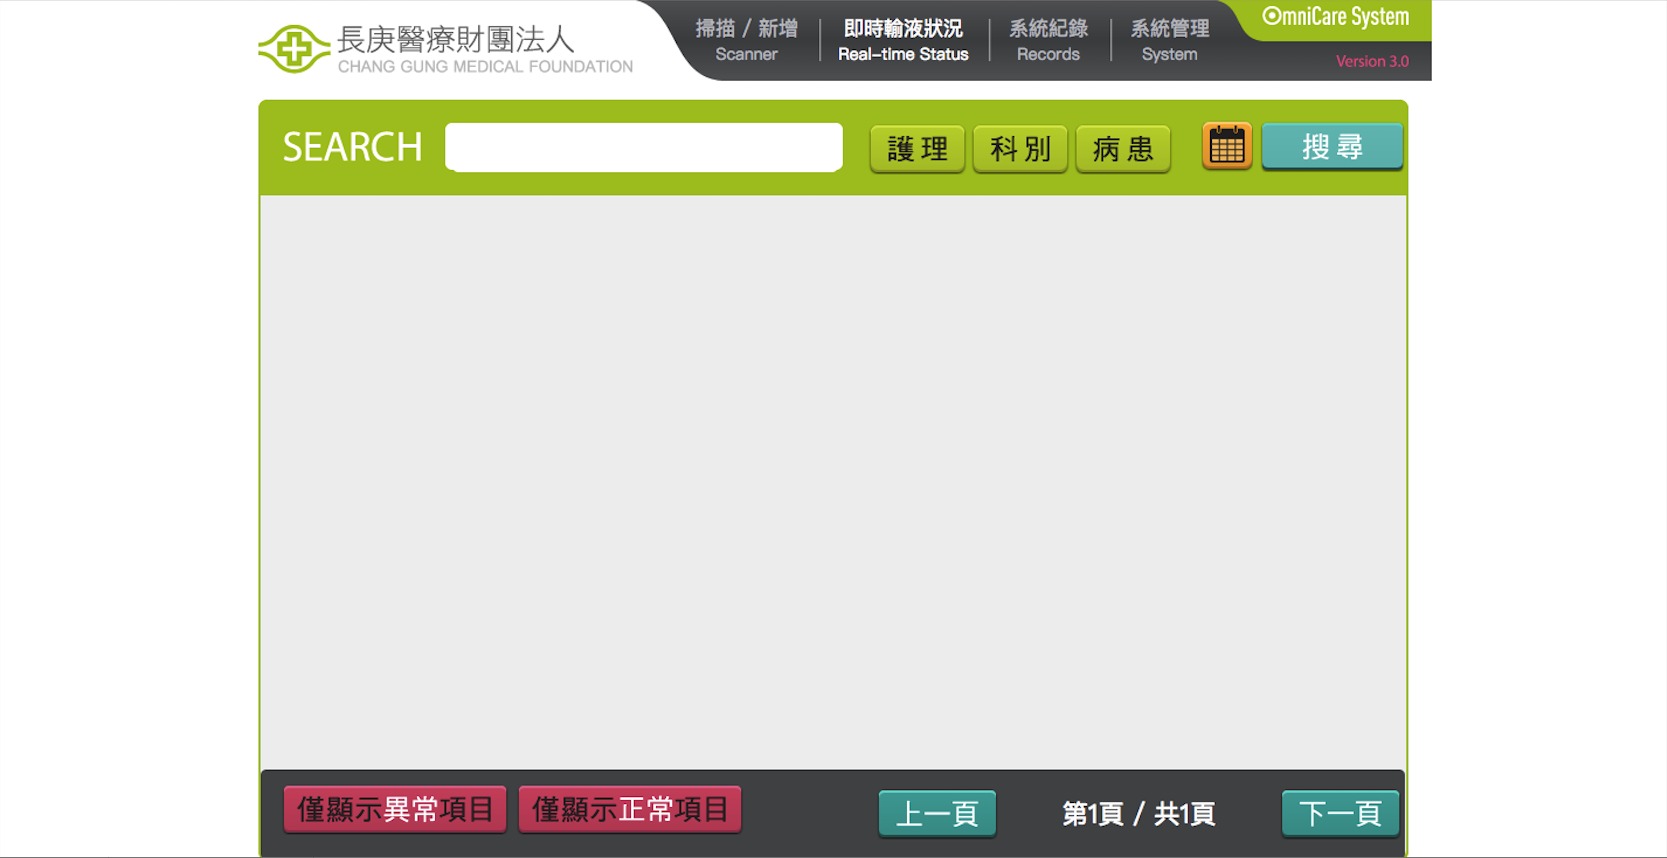 長庚醫療財團法人
CHANG GUNG MEDICAL FOUNDATION
掃描 / 新增
Scanner
即時輸液狀況
Real-time Status
系統紀錄
Records
系統管理
System
OmniCare System
Version 3.0
SEARCH
護理
科別
病患
搜尋
僅顯示異常項目
僅顯示正常項目
上一頁
第1頁 / 共1頁
下一頁